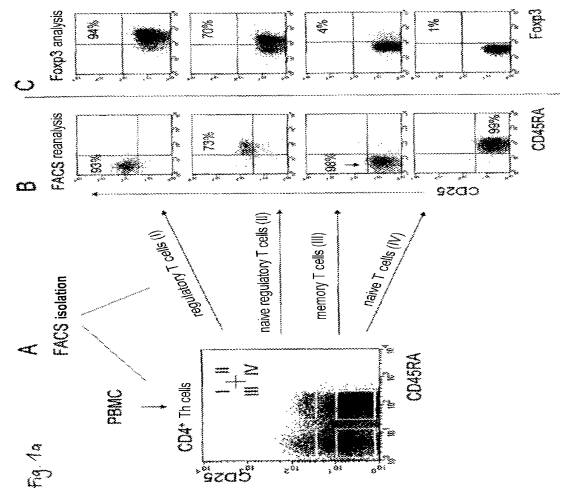 Fig. 1a
A
FACS isolation
PBMC
CD4+ Th cells
I
II
III
IV
CD25
CD45RA
regulatory T cells (I)
naive regulatory T cells (II)
memory T cells (III)
naive T cells (IV)
B
FACS reanalysis
93%
73%
98%
99%
CD25
CD45RA
C
Foxp3 analysis
94%
70%
4%
1%
Foxp3